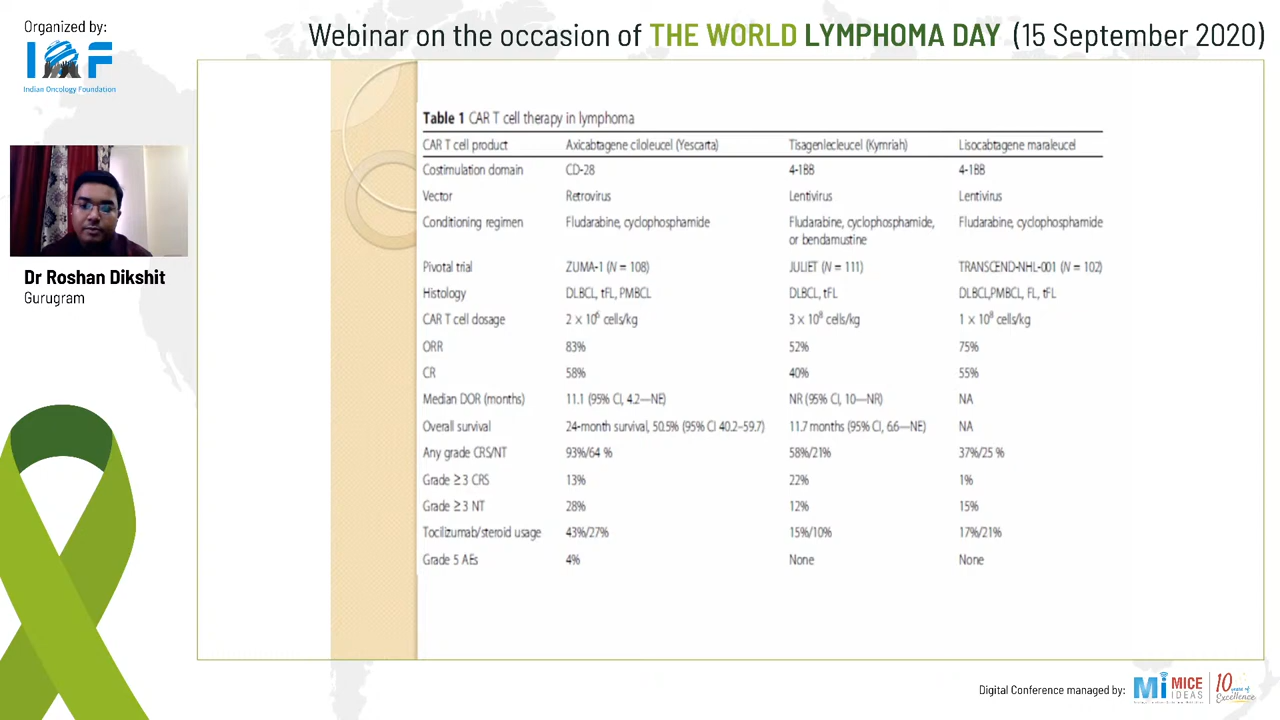 Organized by:
IOF
Indian Oncology Foundation
Webinar on the occasion of THE WORLD LYMPHOMA DAY (15 September 2020)
Dr Roshan Dikshit
Gurugram
Table 1 CAR T cell therapy in lymphoma
CAR T cell product Axicabtagene ciloleucel (Yescarta) Tisagenlecleucel (Kymriah) Lisocabtagene maraleucel
Costimulation domain CD-28 4-1BB 4-1BB
Vector Retrovirus Lentivirus Lentivirus
Conditioning regimen Fludarabine, cyclophosphamide Fludarabine, cyclophosphamide, Fludarabine, cyclophosphamide
or bendamustine
Pivotal trial ZUMA-1 (N = 108) JULIET (N = 111) TRANSCEND-NHL-001 (N = 102)
Histology DLBCL, tFL, PMBCL DLBCL, tFL DLBCL,PMBCL, FL, tFL
CAR T cell dosage 2 × 10⁶ cells/kg 3 × 10⁸ cells/kg 1 × 10⁸ cells/kg
ORR 83% 52% 75%
CR 58% 40% 55%
Median DOR (months) 11.1 (95% CI, 4.2—NE) NR (95% CI, 10—NR) NA
Overall survival 24-month survival, 50.5% (95% CI 40.2–59.7) 11.7 months (95% CI, 6.6—NE) NA
Any grade CRS/NT 93%/64 % 58%/21% 37%/25 %
Grade ≥3 CRS 13% 22% 1%
Grade ≥3 NT 28% 12% 15%
Tocilizumab/steroid usage 43%/27% 15%/10% 17%/21%
Grade 5 AEs 4% None None
Digital Conference managed by:
Mi MICE IDEAS
10 years of Excellence